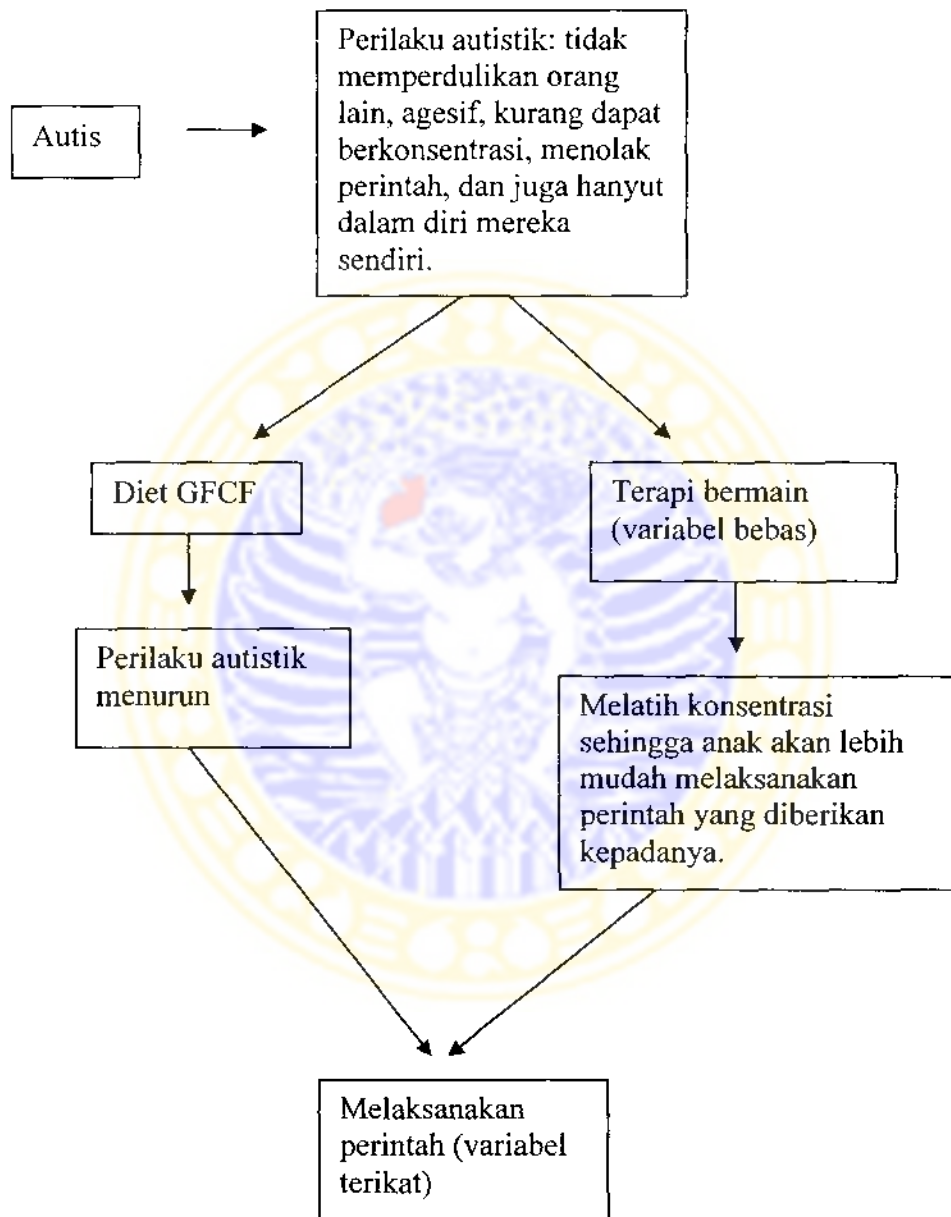 Perilaku autistik: tidak
memperdulikan orang
lain, agesif, kurang dapat
berkonsentrasi, menolak
perintah, dan juga hanyut
dalam diri mereka
sendiri.
Autis
Diet GFCF
Terapi bermain
(variabel bebas)
Perilaku autistik
menurun
Melatih konsentrasi
sehingga anak akan lebih
mudah melaksanakan
perintah yang diberikan
kepadanya.
Melaksanakan
perintah (variabel
terikat)